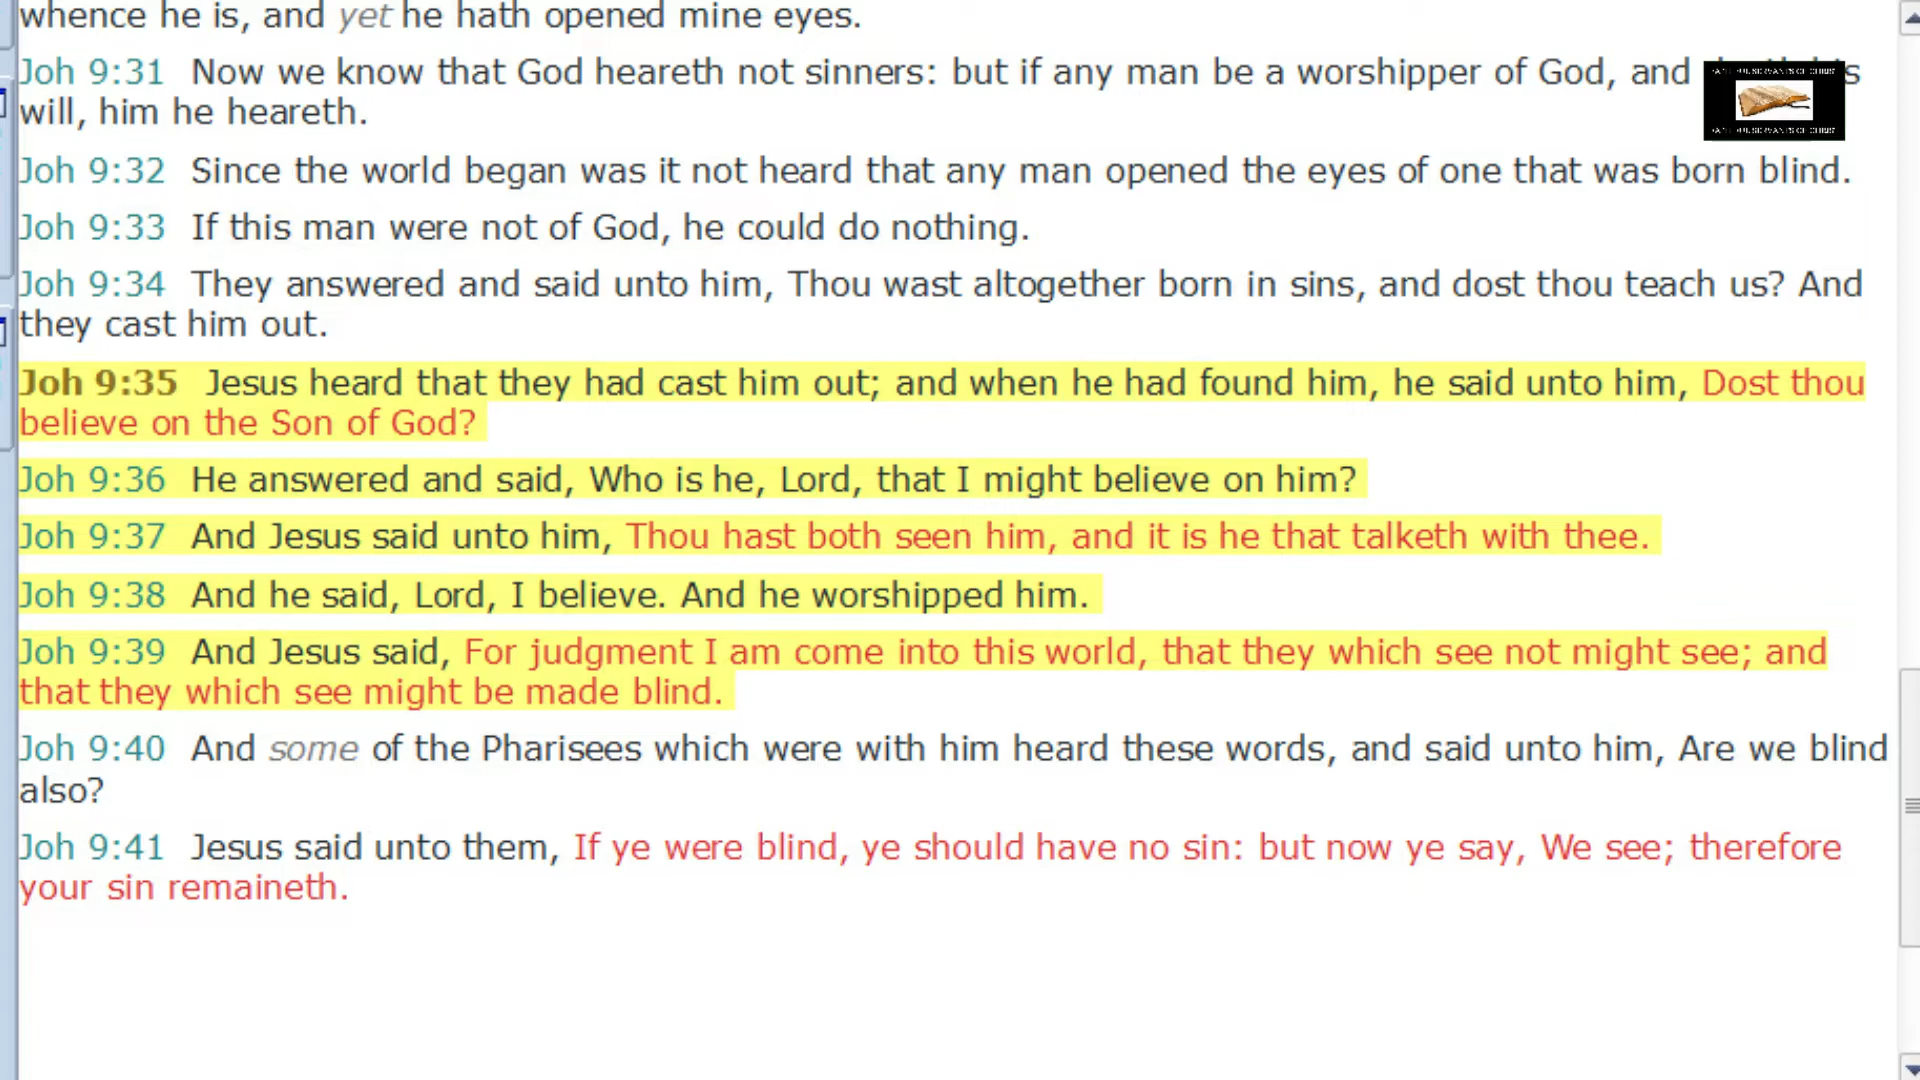 whence he is, and yet he hath opened mine eyes.
Joh 9:31 Now we know that God heareth not sinners: but if any man be a worshipper of God, and
will, him he heareth.
Joh 9:32 Since the world began was it not heard that any man opened the eyes of one that was born blind.
Joh 9:33 If this man were not of God, he could do nothing.
Joh 9:34 They answered and said unto him, Thou wast altogether born in sins, and dost thou teach us? And
they cast him out.
Joh 9:35 Jesus heard that they had cast him out; and when he had found him, he said unto him, Dost thou
believe on the Son of God?
Joh 9:36 He answered and said, Who is he, Lord, that I might believe on him?
Joh 9:37 And Jesus said unto him, Thou hast both seen him, and it is he that talketh with thee.
Joh 9:38 And he said, Lord, I believe. And he worshipped him.
Joh 9:39 And Jesus said, For judgment I am come into this world, that they which see not might see; and
that they which see might be made blind.
Joh 9:40 And some of the Pharisees which were with him heard these words, and said unto him, Are we blind
also?
Joh 9:41 Jesus said unto them, If ye were blind, ye should have no sin: but now ye say, We see; therefore
your sin remaineth.